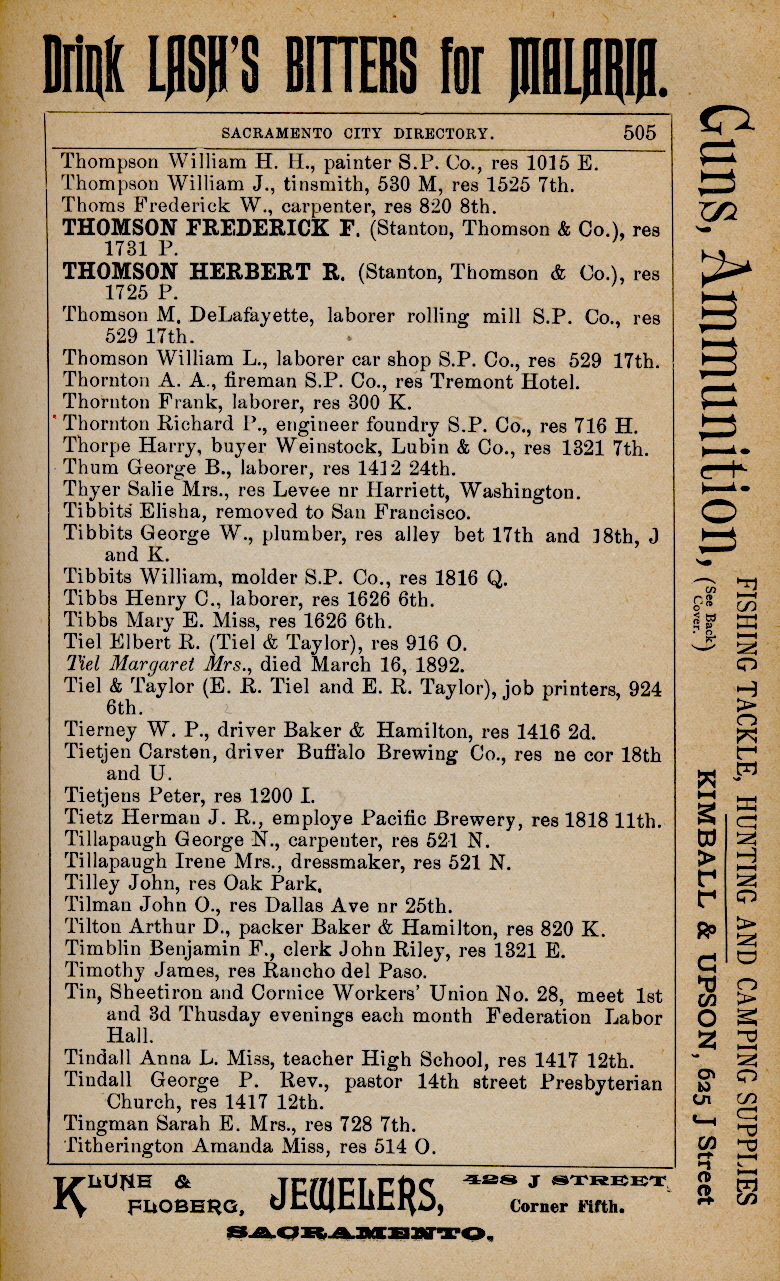 Drink LASH'S BITTERS for MALARIA.
SACRAMENTO CITY DIRECTORY. 505
Thompson William H. H., painter S.P. Co., res 1015 E.
Thompson William J., tinsmith, 530 M, res 1525 7th.
Thoms Frederick W., carpenter, res 820 8th.
THOMSON FREDERICK F. (Stanton, Thomson & Co.), res
1731 P.
THOMSON HERBERT R. (Stanton, Thomson & Co.), res
1725 P.
Thomson M. DeLafayette, laborer rolling mill S.P. Co., res
529 17th.
Thomson William L., laborer car shop S.P. Co., res 529 17th.
Thornton A. A., fireman S.P. Co., res Tremont Hotel.
Thornton Frank, laborer, res 300 K.
Thornton Richard P., engineer foundry S.P. Co., res 716 H.
Thorpe Harry, buyer Weinstock, Lubin & Co., res 1321 7th.
Thum George B., laborer, res 1412 24th.
Thyer Salie Mrs., res Levee nr Harriett, Washington.
Tibbits Elisha, removed to San Francisco.
Tibbits George W., plumber, res alley bet 17th and 18th, J
and K.
Tibbits William, molder S.P. Co., res 1816 Q.
Tibbs Henry C., laborer, res 1626 6th.
Tibbs Mary E. Miss, res 1626 6th.
Tiel Elbert R. (Tiel & Taylor), res 916 O.
Tiel Margaret Mrs., died March 16, 1892.
Tiel & Taylor (E. R. Tiel and E. R. Taylor), job printers, 924
6th.
Tierney W. P., driver Baker & Hamilton, res 1416 2d.
Tietjen Carsten, driver Buffalo Brewing Co., res ne cor 18th
and U.
Tietjens Peter, res 1200 I.
Tietz Herman J. R., employe Pacific Brewery, res 1818 11th.
Tillapaugh George N., carpenter, res 521 N.
Tillapaugh Irene Mrs., dressmaker, res 521 N.
Tilley John, res Oak Park.
Tilman John O., res Dallas Ave nr 25th.
Tilton Arthur D., packer Baker & Hamilton, res 820 K.
Timblin Benjamin F., clerk John Riley, res 1321 E.
Timothy James, res Rancho del Paso.
Tin, Sheetiron and Cornice Workers' Union No. 28, meet 1st
and 3d Thusday evenings each month Federation Labor
Hall.
Tindall Anna L. Miss, teacher High School, res 1417 12th.
Tindall George P. Rev., pastor 14th street Presbyterian
Church, res 1417 12th.
Tingman Sarah E. Mrs., res 728 7th.
Titherington Amanda Miss, res 514 O.
Guns, Ammunition,
(See Back
Cover.)
FISHING TACKLE, HUNTING AND CAMPING SUPPLIES
KIMBALL & UPSON, 625 J Street
KLUNE &
FLOBERG, JEWELERS, 428 J STREET,
Corner Fifth.
SACRAMENTO.